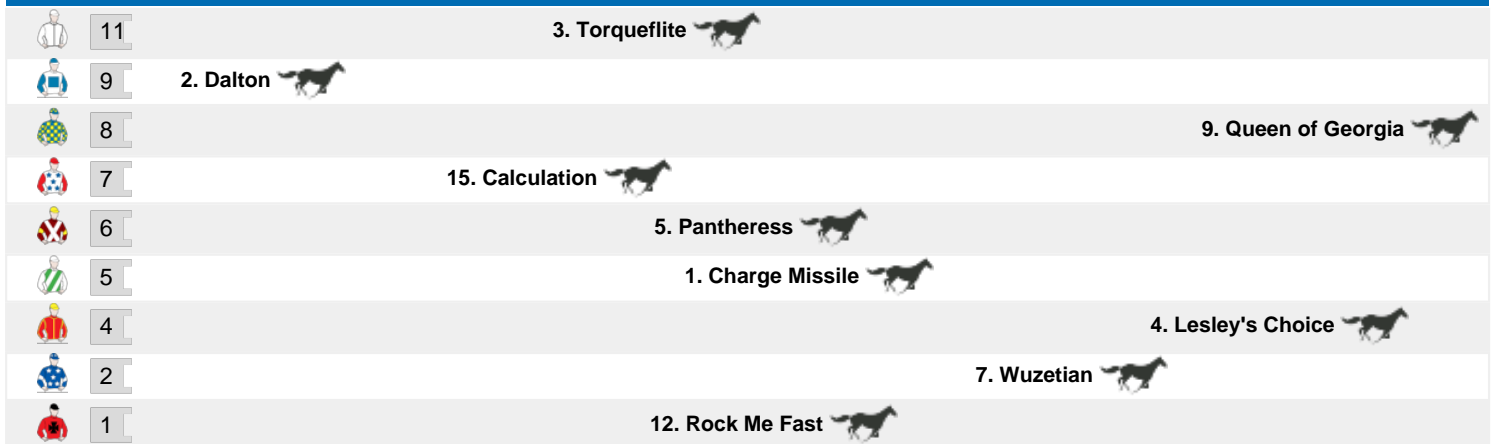 11 3. Torqueflite
9 2. Dalton
8 9. Queen of Georgia
7 15. Calculation
6 5. Pantheress
5 1. Charge Missile
4 4. Lesley's Choice
2 7. Wuzetian
1 12. Rock Me Fast